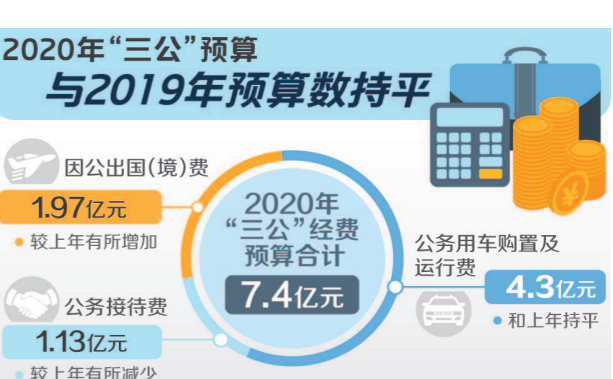 2020年“三公”预算
与2019年预算数持平
因公出国(境)费
1.97亿元
• 较上年有所增加
公务接待费
1.13亿元
• 较上年有所减少
2020年
“三公”经费
预算合计
7.4亿元
公务用车购置及
运行费
4.3亿元
• 和上年持平
¥